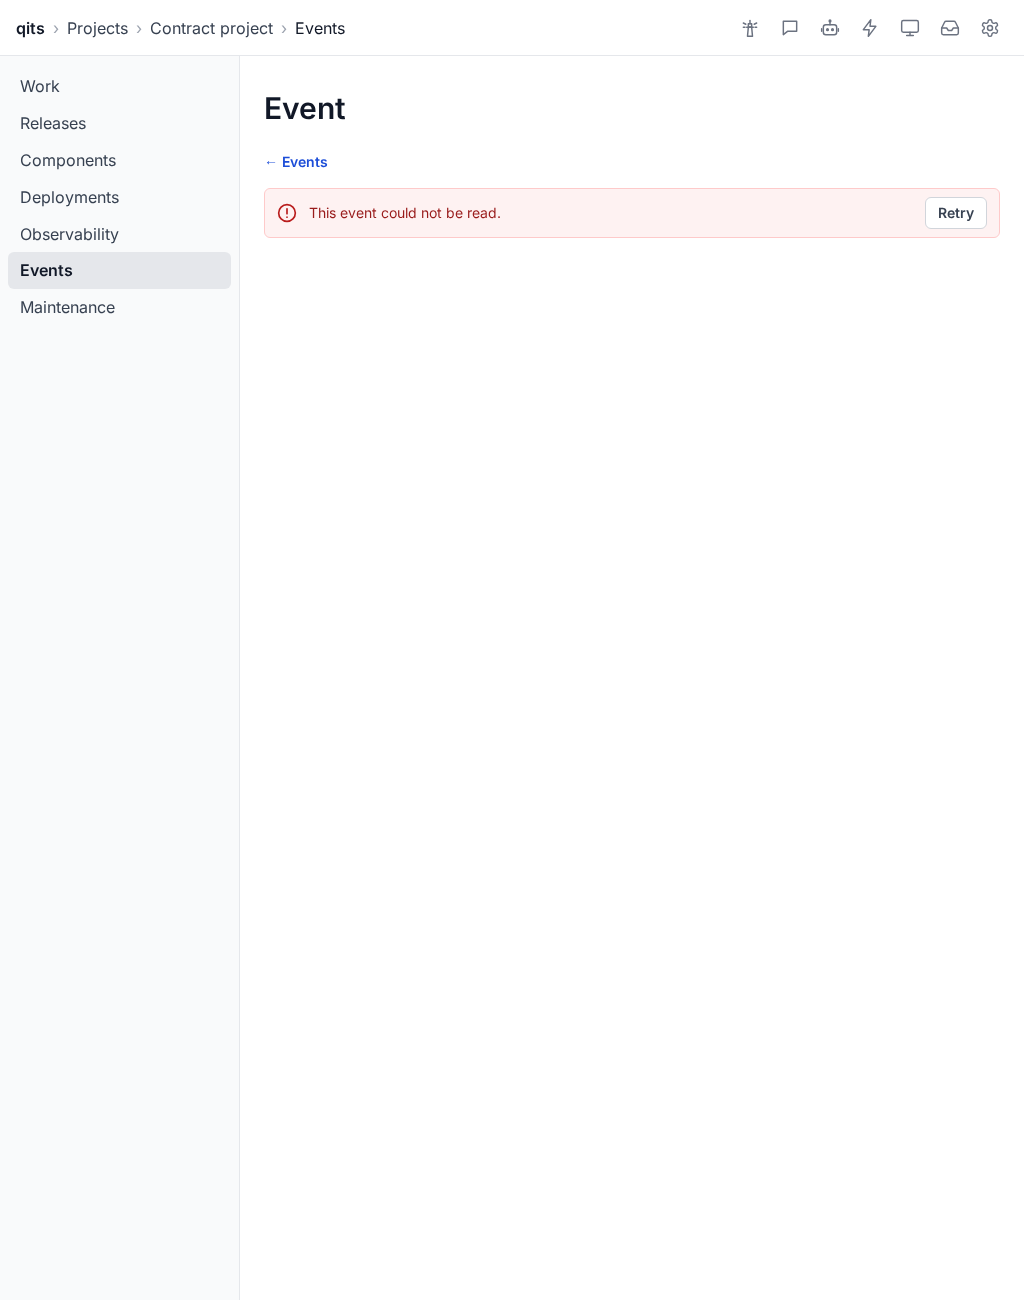 qits › Projects › Contract project › Events
Work
Releases
Components
Deployments
Observability
Events
Maintenance
Event
← Events
This event could not be read.
Retry